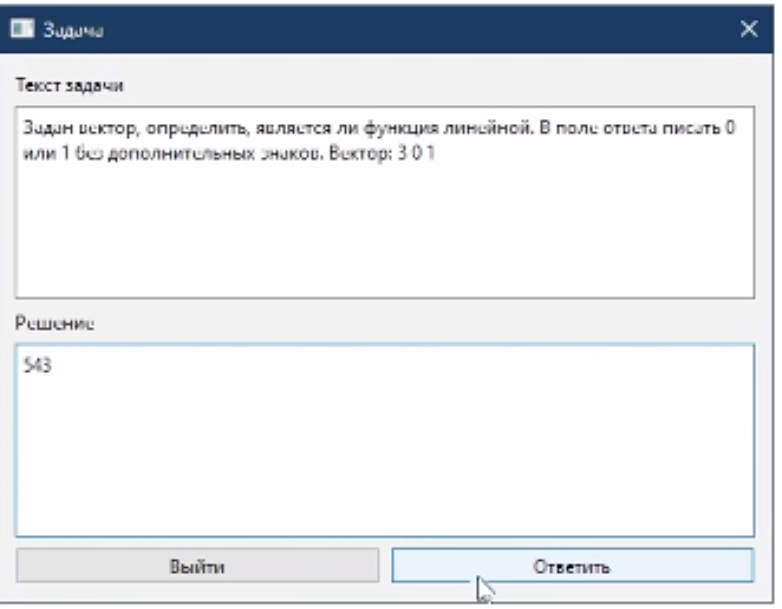 Задача
Текст задачи
Задан вектор, определить, является ли функция линейной. В поле ответа писать 0
или 1 без дополнительных знаков. Вектор: 3 0 1
Решение
543
Выйти
Ответить